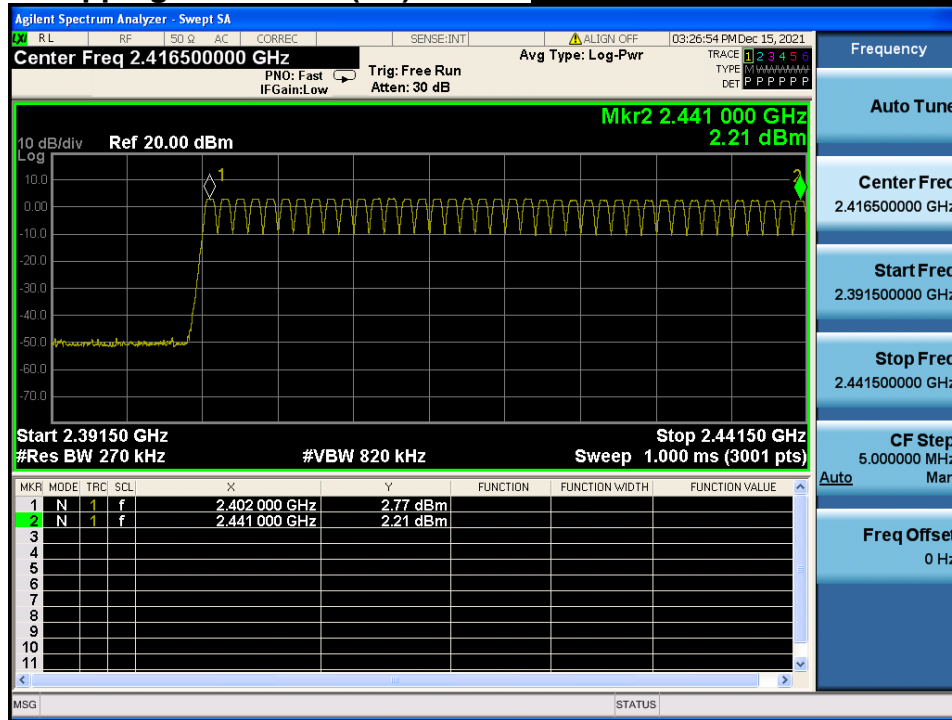 Agilent Spectrum Analyzer - Swept SA
LXI RL RF 50 Ω AC CORREC SENSE:INT ALIGN OFF 03:26:54 PM Dec 15, 2021
Center Freq 2.416500000 GHz
PNO: Fast
IFGain:Low
Trig: Free Run
Atten: 30 dB
Avg Type: Log-Pwr
TRACE 1 2 3 4 5 6
TYPE M W W W W W
DET P P P P P P
Mkr2 2.441 000 GHz
2.21 dBm
10 dB/div Ref 20.00 dBm
Log
1
2
10.0
0.00
-10.0
-20.0
-30.0
-40.0
-50.0
-60.0
-70.0
Start 2.39150 GHz Stop 2.44150 GHz
#Res BW 270 kHz #VBW 820 kHz Sweep 1.000 ms (3001 pts)
MKR MODE TRC SCL X Y FUNCTION FUNCTION WIDTH FUNCTION VALUE
1 N 1 f 2.402 000 GHz 2.77 dBm
2 N 1 f 2.441 000 GHz 2.21 dBm
3
4
5
6
7
8
9
10
11
MSG STATUS
Frequency
Auto Tune
Center Freq
2.416500000 GHz
Start Freq
2.391500000 GHz
Stop Freq
2.441500000 GHz
CF Step
5.000000 MHz
Auto Man
Freq Offset
0 Hz